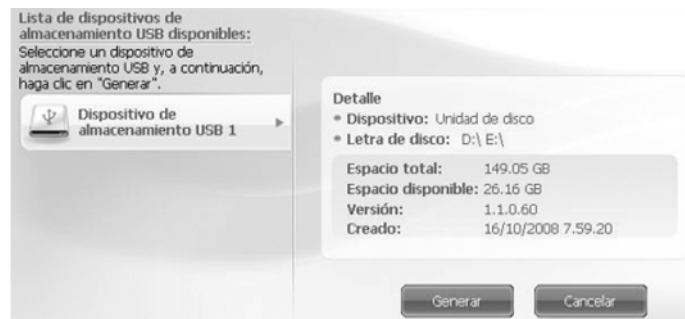 Lista de dispositivos de
almacenamiento USB disponibles:
Seleccione un dispositivo de
almacenamiento USB y, a continuación,
haga clic en "Generar".
Dispositivo de
almacenamiento USB 1
Detalle
Dispositivo: Unidad de disco
Letra de disco: D:\ E:\
Espacio total: 149.05 GB
Espacio disponible: 26.16 GB
Versión: 1.1.0.60
Creado: 16/10/2008 7.59.20
Generar Cancelar